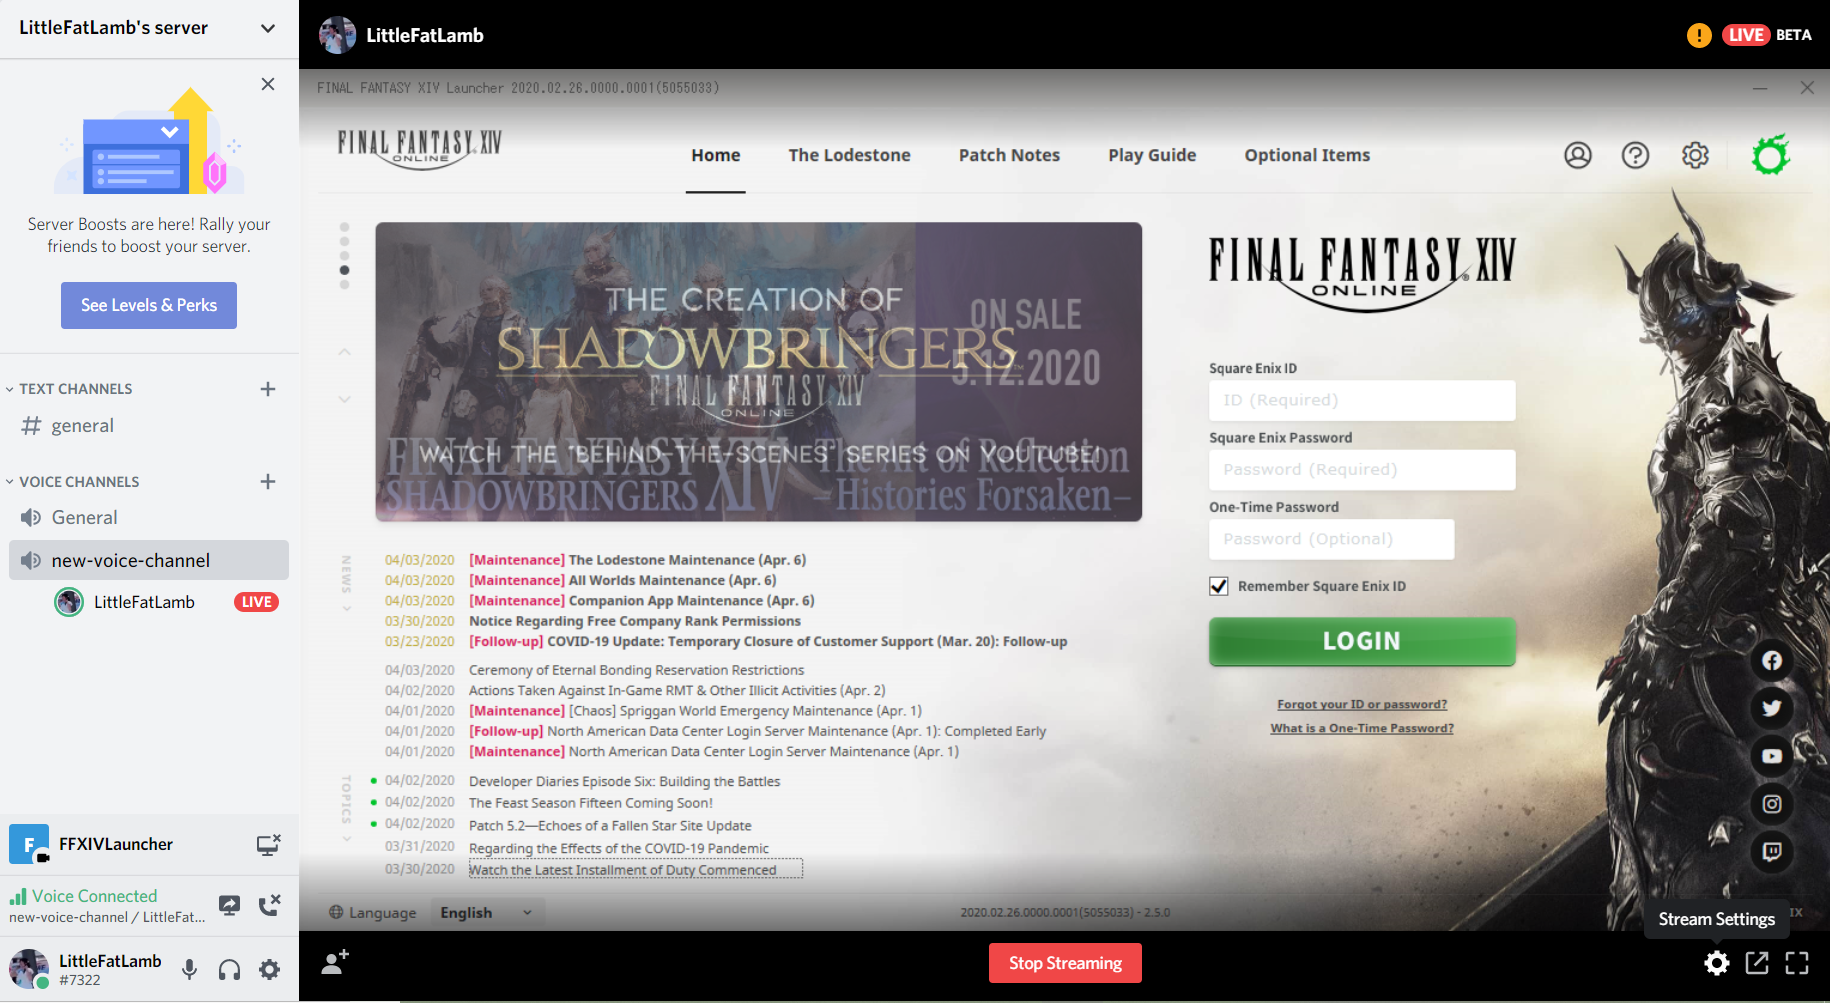 LittleFatLamb's server
Server Boosts are here! Rally your
friends to boost your server.
See Levels & Perks
TEXT CHANNELS
# general
VOICE CHANNELS
General
new-voice-channel
LittleFatLamb LIVE
F FFXIVLauncher
Voice Connected
new-voice-channel / LittleFat...
LittleFatLamb
#7322
LittleFatLamb
! LIVE BETA
FINAL FANTASY XIV Launcher 2020.02.26.0000.0001(5055033)
FINAL FANTASY XIV
ONLINE
Home The Lodestone Patch Notes Play Guide Optional Items
THE CREATION OF
SHADOWBRINGERS
FINAL FANTASY XIV
ONLINE
WATCH THE "BEHIND-THE-SCENES" SERIES ON YOUTUBE!
ON SALE
5.12.2020
FINAL FANTASY XIV
SHADOWBRINGERS
The Art of Reflection
–Histories Forsaken–
NEWS
04/03/2020 [Maintenance] The Lodestone Maintenance (Apr. 6)
04/03/2020 [Maintenance] All Worlds Maintenance (Apr. 6)
04/03/2020 [Maintenance] Companion App Maintenance (Apr. 6)
03/30/2020 Notice Regarding Free Company Rank Permissions
03/23/2020 [Follow-up] COVID-19 Update: Temporary Closure of Customer Support (Mar. 20): Follow-up
04/03/2020 Ceremony of Eternal Bonding Reservation Restrictions
04/02/2020 Actions Taken Against In-Game RMT & Other Illicit Activities (Apr. 2)
04/01/2020 [Maintenance] [Chaos] Spriggan World Emergency Maintenance (Apr. 1)
04/01/2020 [Follow-up] North American Data Center Login Server Maintenance (Apr. 1): Completed Early
04/01/2020 [Maintenance] North American Data Center Login Server Maintenance (Apr. 1)
TOPICS
04/02/2020 Developer Diaries Episode Six: Building the Battles
04/02/2020 The Feast Season Fifteen Coming Soon!
04/02/2020 Patch 5.2—Echoes of a Fallen Star Site Update
03/31/2020 Regarding the Effects of the COVID-19 Pandemic
03/30/2020 Watch the Latest Installment of Duty Commenced
FINAL FANTASY XIV
ONLINE
Square Enix ID
ID (Required)
Square Enix Password
Password (Required)
One-Time Password
Password (Optional)
Remember Square Enix ID
LOGIN
Forgot your ID or password?
What is a One-Time Password?
Language English
2020.02.26.0000.0001(5055033) - 2.5.0
IX
Stream Settings
Stop Streaming